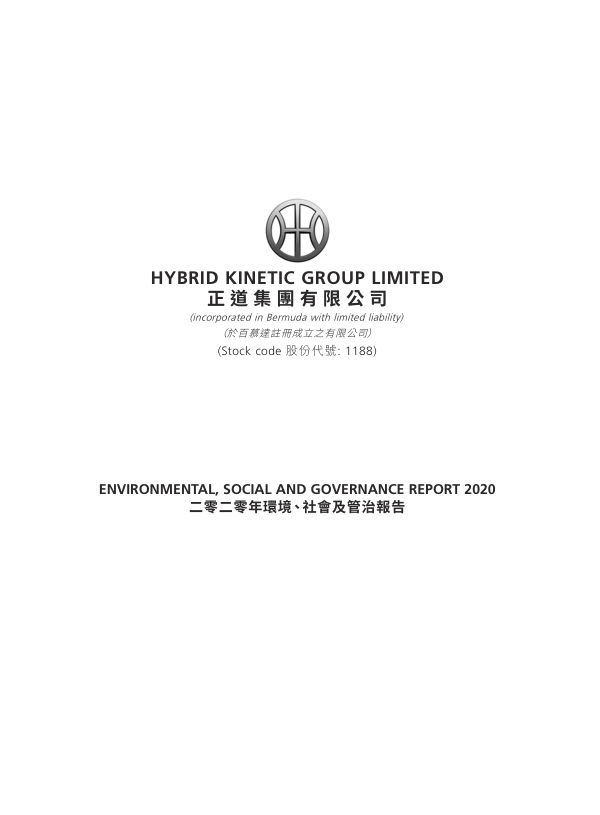 HYBRID KINETIC GROUP LIMITED
正道集團有限公司
(incorporated in Bermuda with limited liability)
(於百慕達註冊成立之有限公司)
(Stock code 股份代號: 1188)
ENVIRONMENTAL, SOCIAL AND GOVERNANCE REPORT 2020
二零二零年環境、社會及管治報告